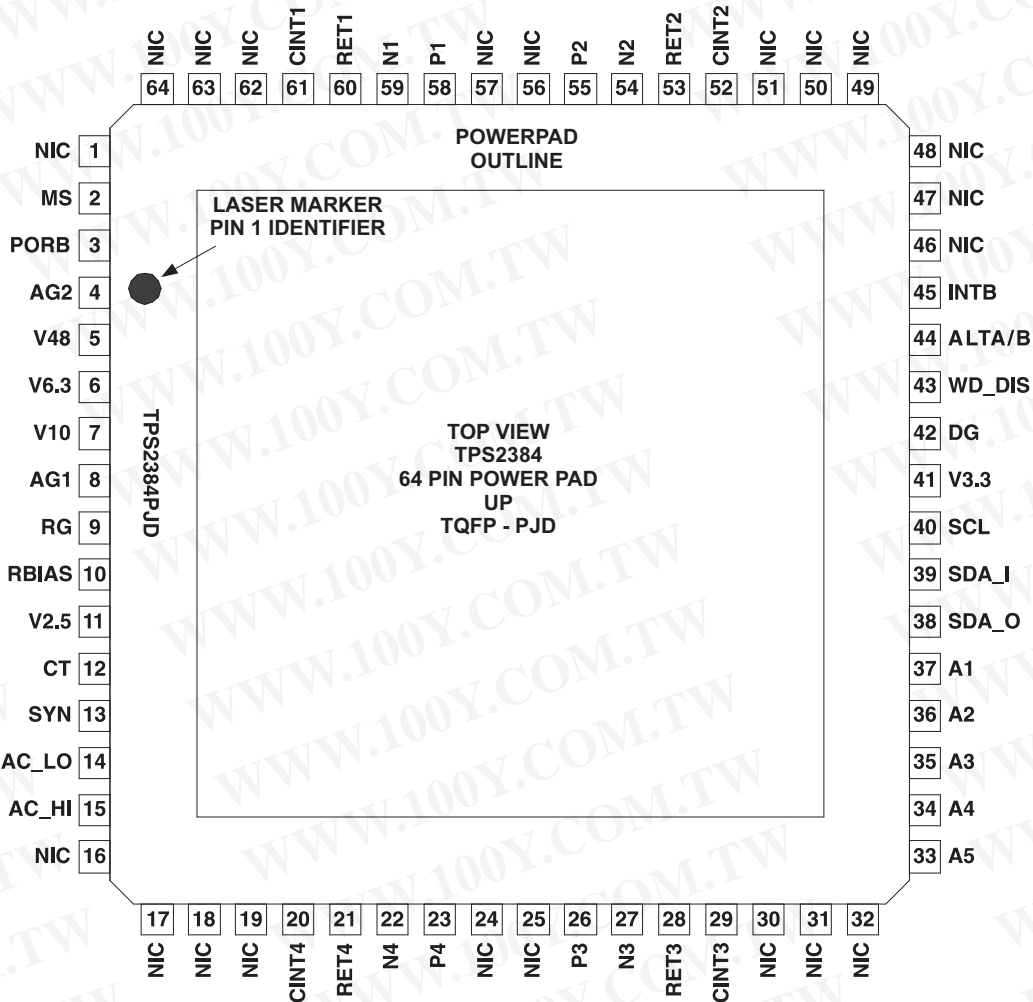 NIC NIC NIC CINT1 RET1 N1 P1 NIC NIC P2 N2 RET2 CINT2 NIC NIC NIC
64 63 62 61 60 59 58 57 56 55 54 53 52 51 50 49
POWERPAD
OUTLINE
LASER MARKER
PIN 1 IDENTIFIER
NIC 1
MS 2
PORB 3
AG2 4
V48 5
V6.3 6
V10 7
AG1 8
RG 9
RBIAS 10
V2.5 11
CT 12
SYN 13
AC_LO 14
AC_HI 15
NIC 16
TPS2384PJD
TOP VIEW
TPS2384
64 PIN POWER PAD
UP
TQFP - PJD
48 NIC
47 NIC
46 NIC
45 INTB
44 ALTA/B
43 WD_DIS
42 DG
41 V3.3
40 SCL
39 SDA_I
38 SDA_O
37 A1
36 A2
35 A3
34 A4
33 A5
17 18 19 20 21 22 23 24 25 26 27 28 29 30 31 32
NIC NIC NIC CINT4 RET4 N4 P4 NIC NIC P3 N3 RET3 CINT3 NIC NIC NIC
WWW.100Y.COM.TW